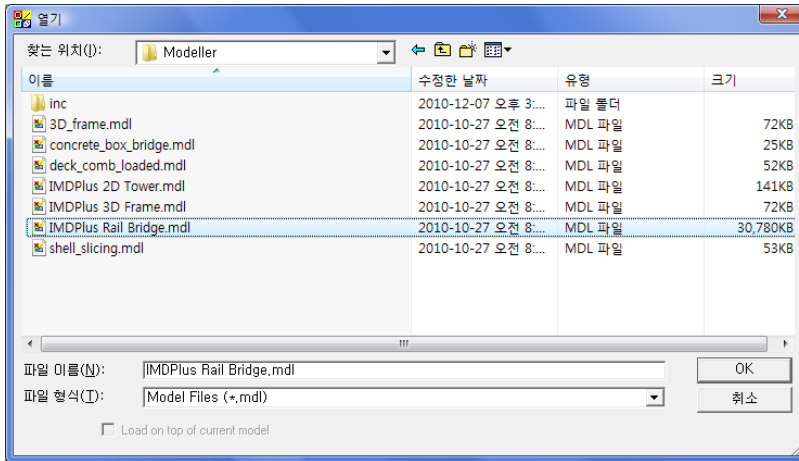 열기
찾는 위치(I): Modeller
이름 수정한 날짜 유형 크기
inc 2010-12-07 오후 3:... 파일 폴더
3D_frame.mdl 2010-10-27 오전 8:... MDL 파일 72KB
concrete_box_bridge.mdl 2010-10-27 오전 8:... MDL 파일 25KB
deck_comb_loaded.mdl 2010-10-27 오전 8:... MDL 파일 52KB
IMDPlus 2D Tower.mdl 2010-10-27 오전 8:... MDL 파일 141KB
IMDPlus 3D Frame.mdl 2010-10-27 오전 8:... MDL 파일 72KB
IMDPlus Rail Bridge.mdl 2010-10-27 오전 8:... MDL 파일 30,780KB
shell_slicing.mdl 2010-10-27 오전 8:... MDL 파일 53KB
파일 이름(N): IMDPlus Rail Bridge.mdl OK
파일 형식(T): Model Files (*.mdl) 취소
Load on top of current model